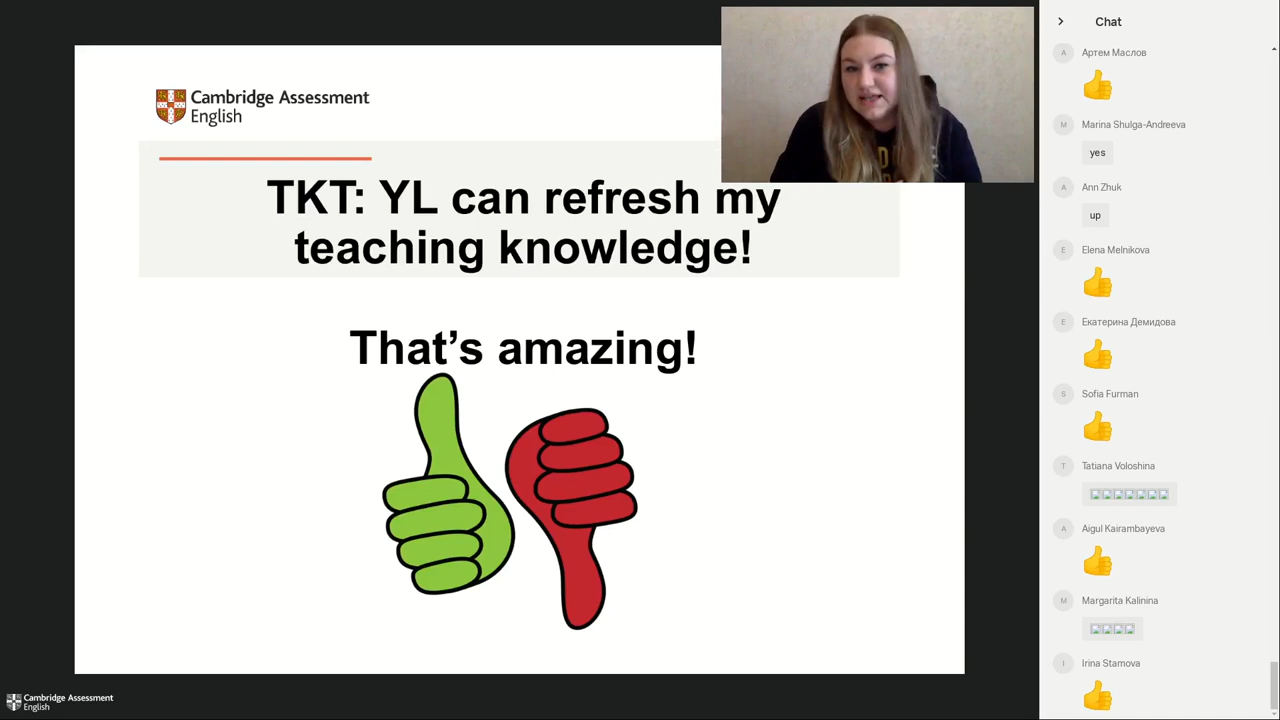 Cambridge Assessment
English
TKT: YL can refresh my
teaching knowledge!
That's amazing!
Cambridge Assessment
English
Chat
A
Артем Маслов
M
Marina Shulga-Andreeva
yes
A
Ann Zhuk
up
E
Elena Melnikova
Е
Екатерина Демидова
S
Sofia Furman
T
Tatiana Voloshina
A
Aigul Kairambayeva
M
Margarita Kalinina
I
Irina Stamova